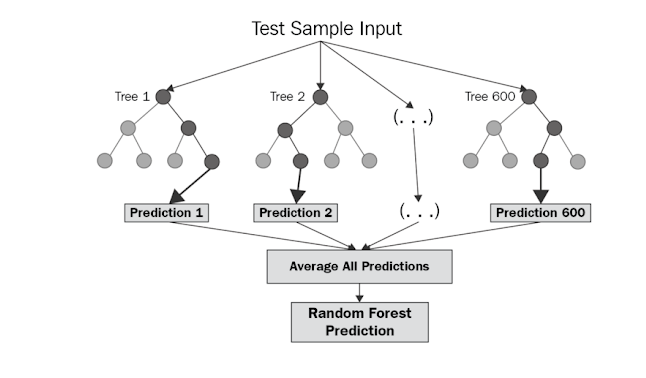 Test Sample Input
Tree 1
Tree 2
(. . .)
Tree 600
Prediction 1
Prediction 2
(. . .)
Prediction 600
Average All Predictions
Random Forest
Prediction